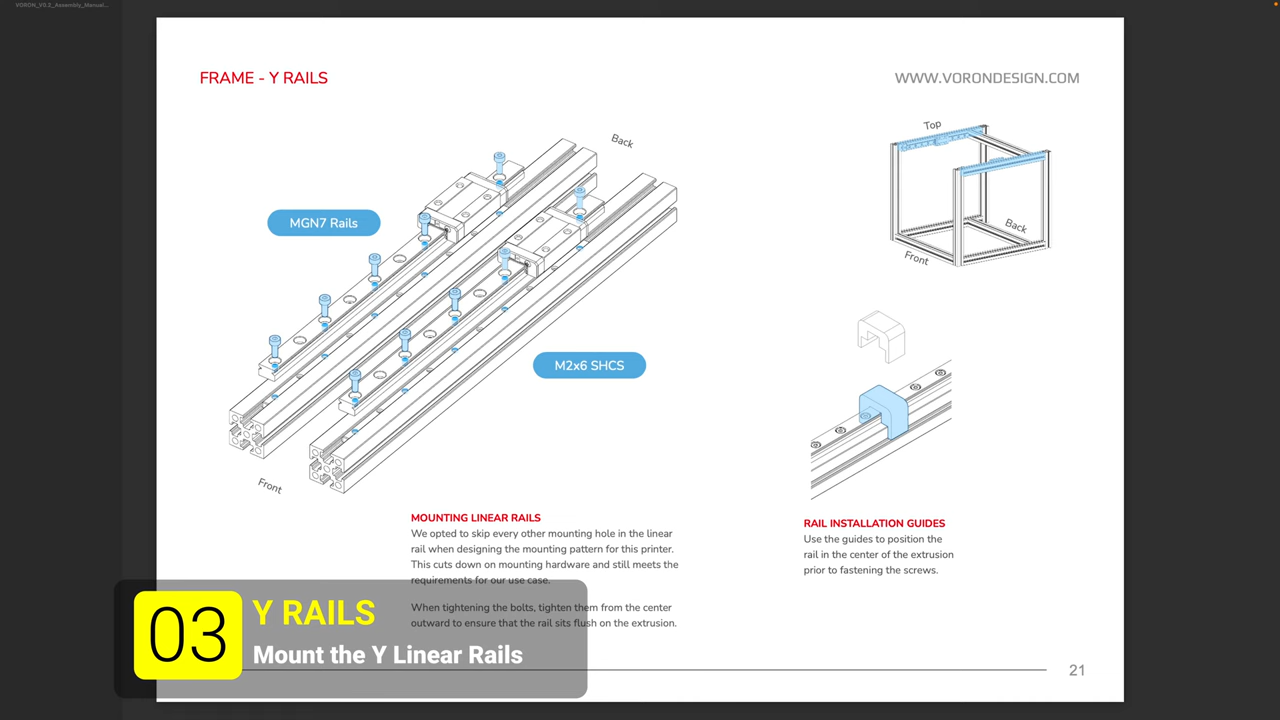 VORON_V0.2_Assembly_Manual...
FRAME - Y RAILS
WWW.VORONDESIGN.COM
Back
Top
MGN7 Rails
Back
Front
M2x6 SHCS
Front
MOUNTING LINEAR RAILS
We opted to skip every other mounting hole in the linear
rail when designing the mounting pattern for this printer.
This cuts down on mounting hardware and still meets the
requirements for our use case.
When tightening the bolts, tighten them from the center
outward to ensure that the rail sits flush on the extrusion.
RAIL INSTALLATION GUIDES
Use the guides to position the
rail in the center of the extrusion
prior to fastening the screws.
03
Y RAILS
Mount the Y Linear Rails
21